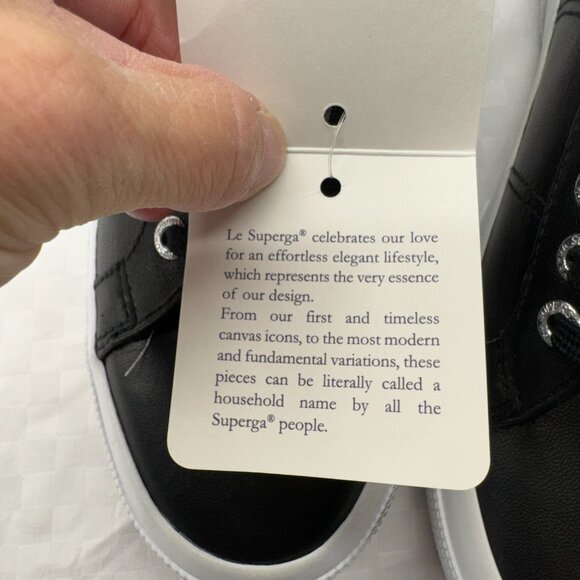 Le Superga® celebrates our love
for an effortless elegant lifestyle,
which represents the very essence
of our design.
From our first and timeless
canvas icons, to the most modern
and fundamental variations, these
pieces can be literally called a
household name by all the
Superga® people.